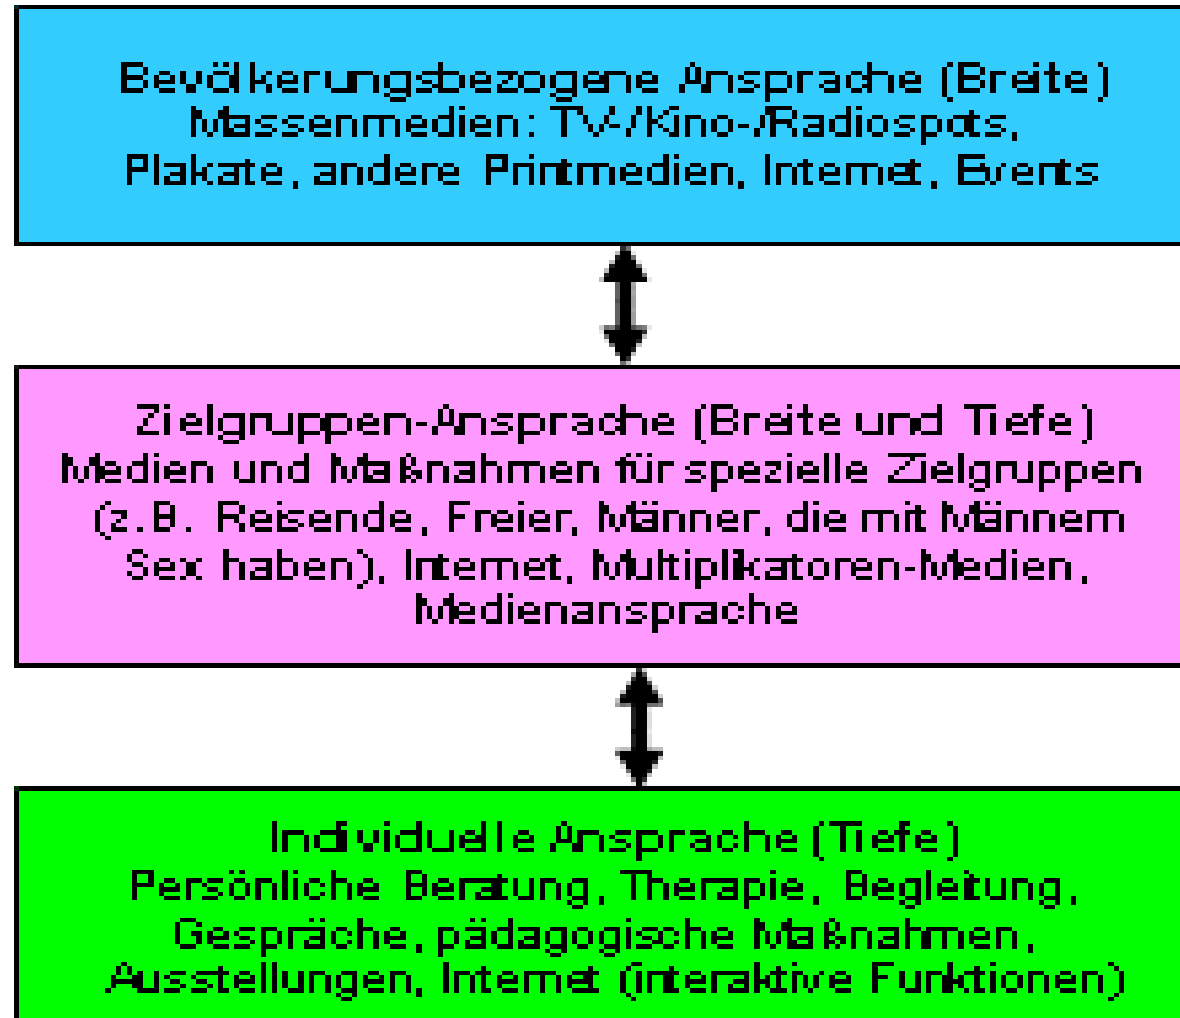 Bevölkerungsbezogene Ansprache (Breite)
Massenmedien: TV-/Kino-/Radiospots,
Plakate, andere Printmedien, Internet, Events
Zielgruppen-Ansprache (Breite und Tiefe)
Medien und Maßnahmen für spezielle Zielgruppen
(z.B. Reisende, Freier, Männer, die mit Männern
Sex haben), Internet, Multiplikatoren-Medien,
Medienansprache
Individuelle Ansprache (Tiefe)
Persönliche Beratung, Therapie, Begleitung,
Gespräche, pädagogische Maßnahmen,
Ausstellungen, Internet (interaktive Funktionen)